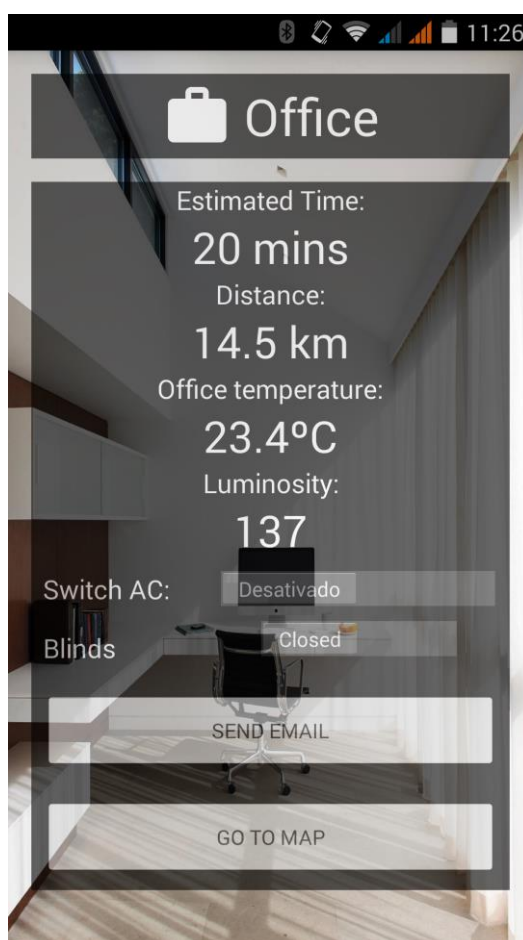 11:26
Office
Estimated Time:
20 mins
Distance:
14.5 km
Office temperature:
23.4ºC
Luminosity:
137
Switch AC: Desativado
Blinds Closed
SEND EMAIL
GO TO MAP